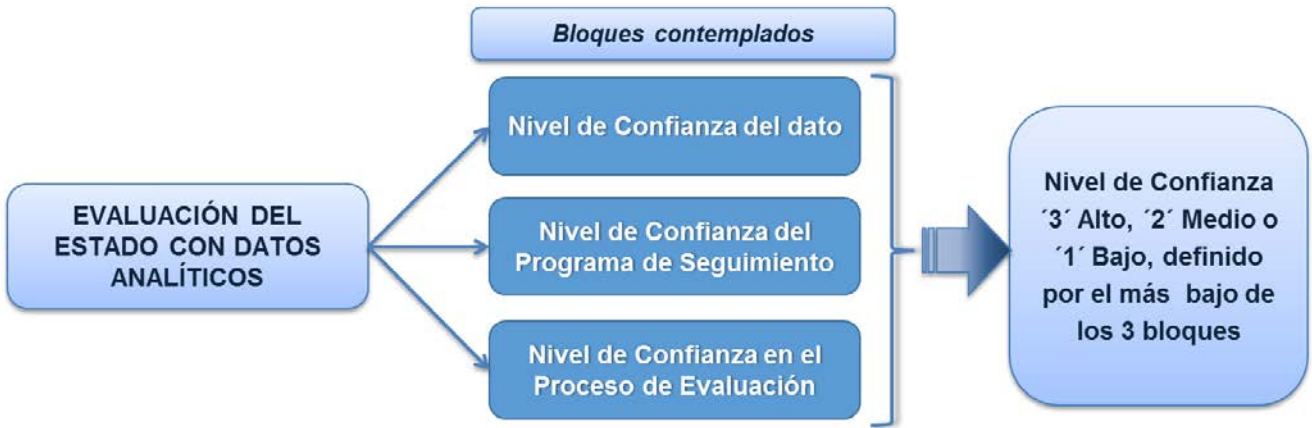 Bloques contemplados
Nivel de Confianza del dato
EVALUACIÓN DEL
ESTADO CON DATOS
ANALÍTICOS
Nivel de Confianza del
Programa de Seguimiento
Nivel de Confianza en el
Proceso de Evaluación
Nivel de Confianza
´3´ Alto, ´2´ Medio o
´1´ Bajo, definido
por el más bajo de
los 3 bloques